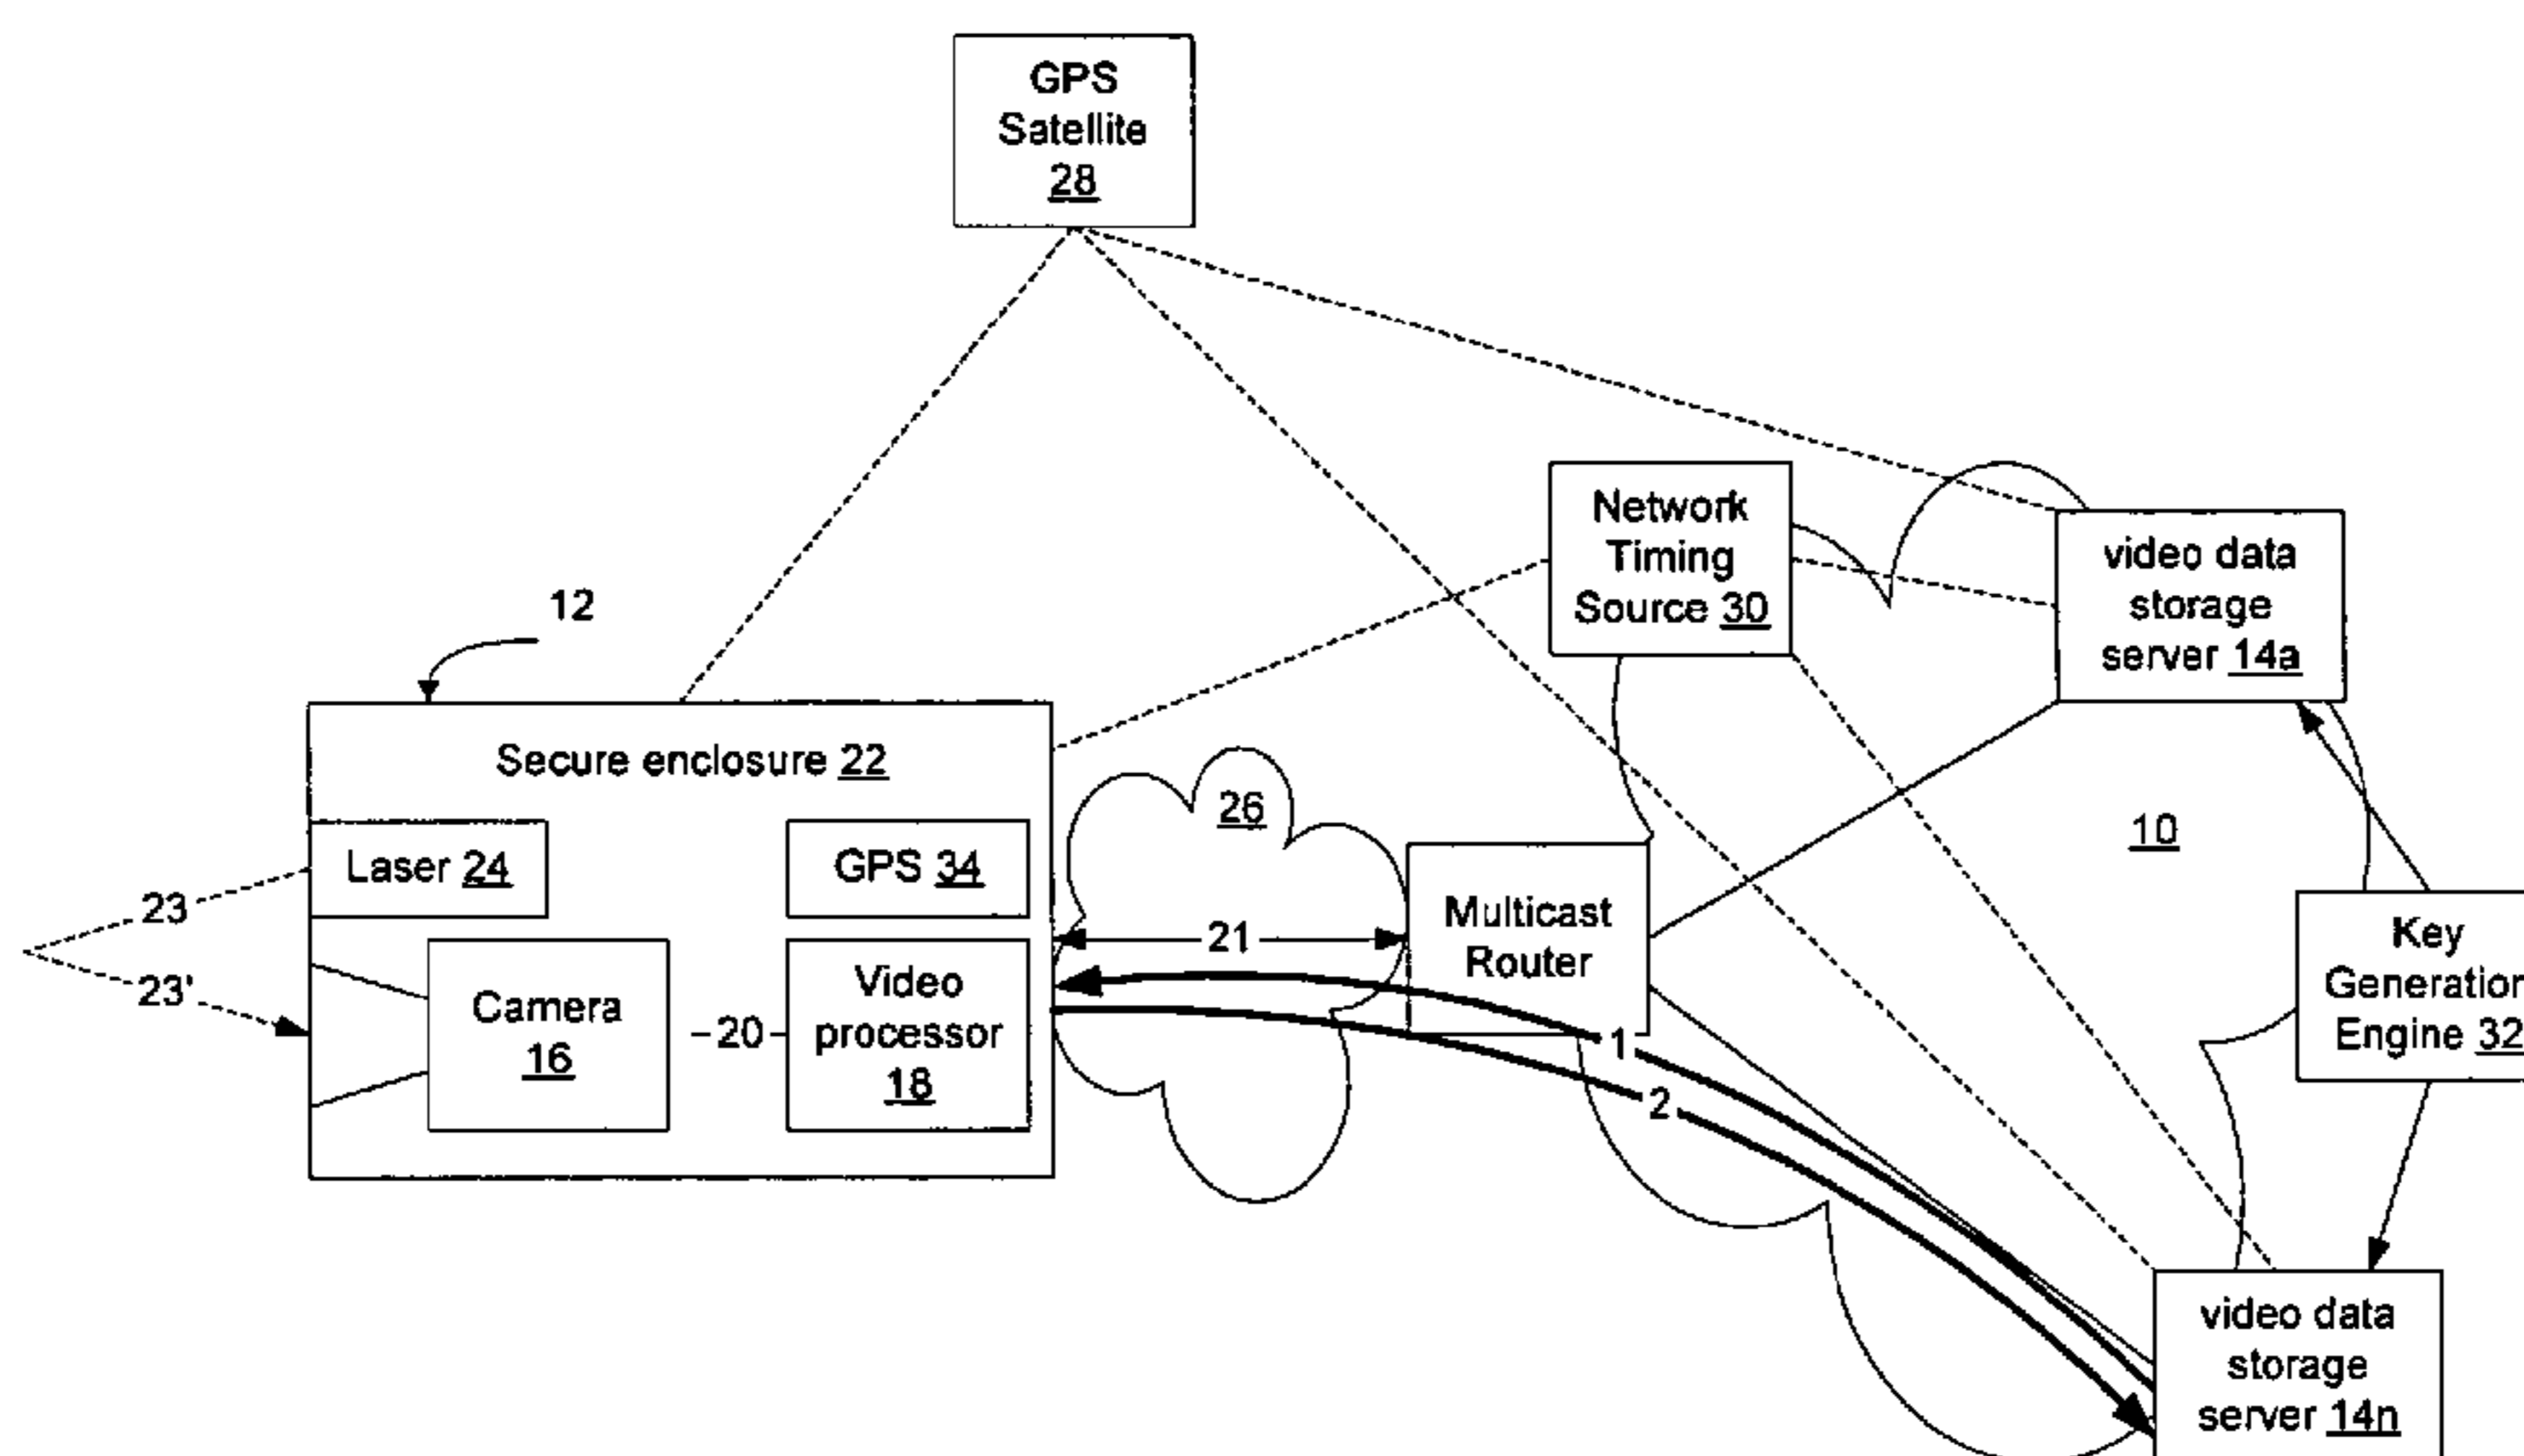 GPS
Satellite
28
Network
Timing
Source 30
video data
storage
server 14a
12
Secure enclosure 22
26
10
Laser 24
GPS 34
23
21
Multicast
Router
Key
Generation
Engine 32
23'
Camera
16
20
Video
processor
18
1
2
video data
storage
server 14n